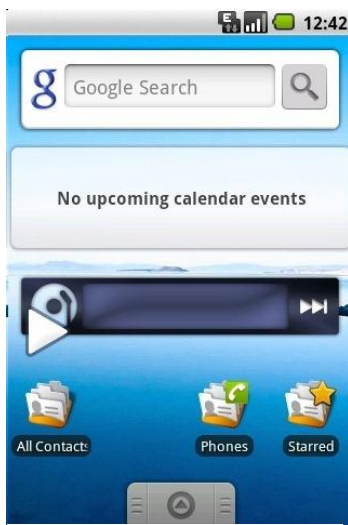 E 12:42
g Google Search
No upcoming calendar events
All Contacts Phones Starred